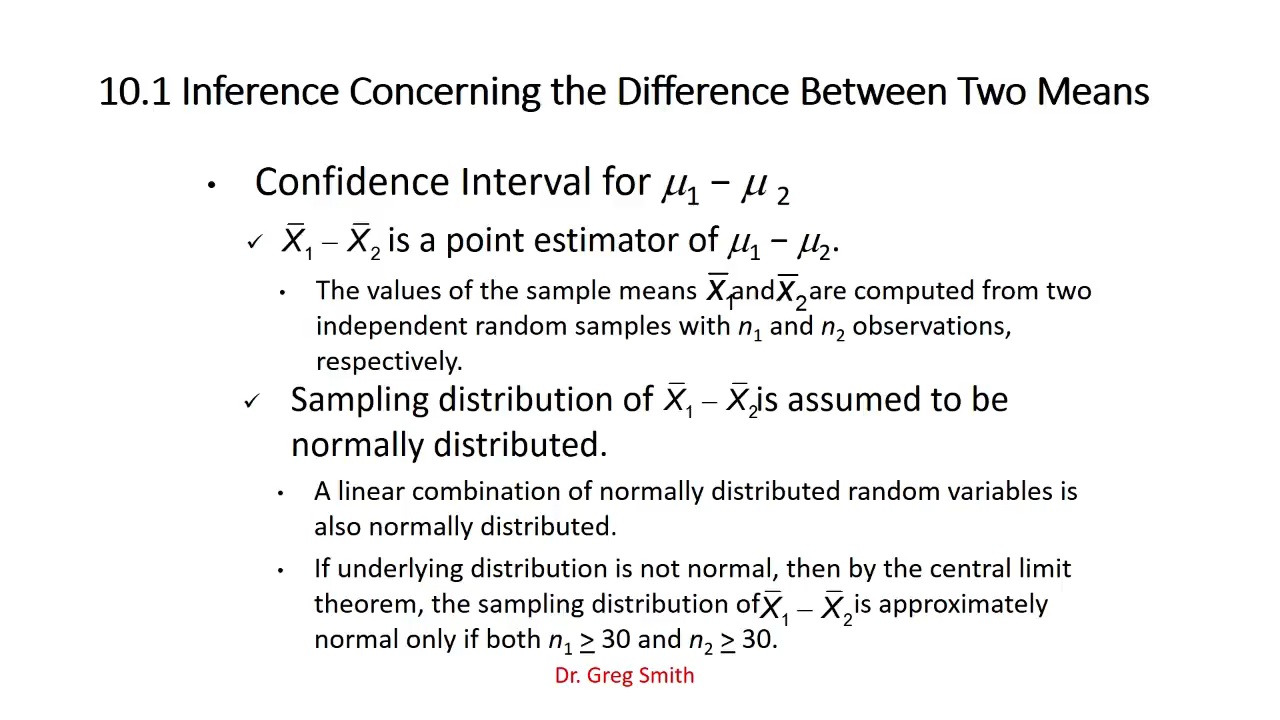 10.1 Inference Concerning the Difference Between Two Means
• Confidence Interval for μ₁ − μ ₂
✓ X̄₁ − X̄₂ is a point estimator of μ₁ − μ₂.
• The values of the sample means X̄₁ and X̄₂ are computed from two
independent random samples with n₁ and n₂ observations,
respectively.
✓ Sampling distribution of X̄₁ − X̄₂ is assumed to be
normally distributed.
• A linear combination of normally distributed random variables is
also normally distributed.
• If underlying distribution is not normal, then by the central limit
theorem, the sampling distribution of X̄₁ − X̄₂ is approximately
normal only if both n₁ ≥ 30 and n₂ ≥ 30.
Dr. Greg Smith